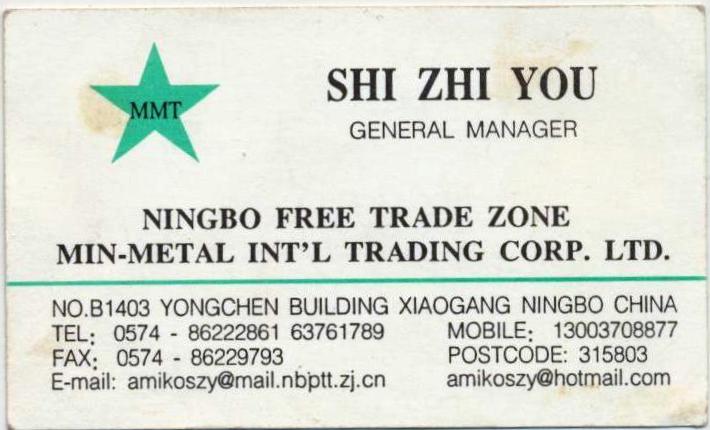 MMT
SHI ZHI YOU
GENERAL MANAGER
NINGBO FREE TRADE ZONE
MIN-METAL INT'L TRADING CORP. LTD.
NO.B1403 YONGCHEN BUILDING XIAOGANG NINGBO CHINA
TEL: 0574 - 86222861 63761789 MOBILE: 13003708877
FAX: 0574 - 86229793 POSTCODE: 315803
E-mail: amikoszy@mail.nbptt.zj.cn amikoszy@hotmail.com